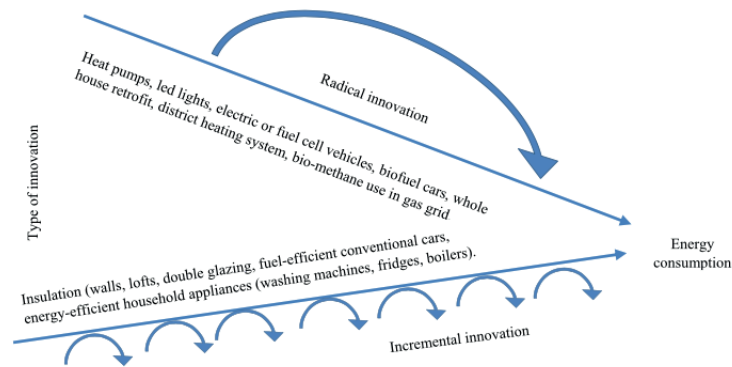 Radical innovation
Heat pumps, led lights, electric or fuel cell vehicles, biofuel cars, whole
house retrofit, district heating system, bio-methane use in gas grid
Type of innovation
Energy
consumption
Insulation (walls, lofts, double glazing, fuel-efficient conventional cars,
energy-efficient household appliances (washing machines, fridges, boilers).
Incremental innovation